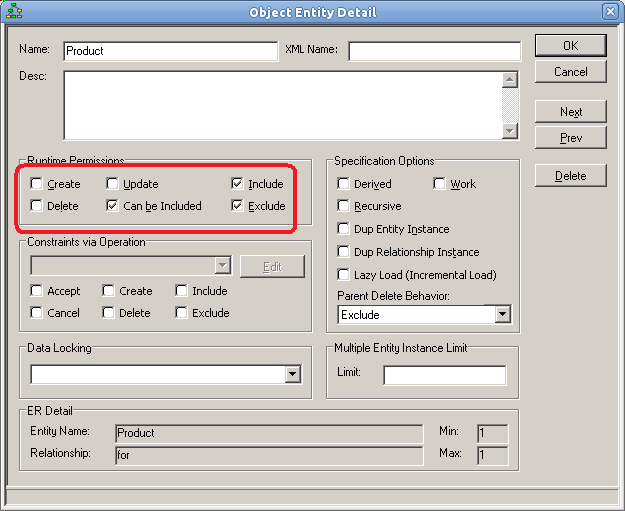 Object Entity Detail
Name: Product XML Name: OK
Desc: Cancel
Next
Prev
Runtime Permissions Specification Options
Create Update Include Derived Work Delete
Delete Can be Included Exclude Recursive
Dup Entity Instance
Constraints via Operation Dup Relationship Instance
Edit Lazy Load (Incremental Load)
Accept Create Include Parent Delete Behavior:
Cancel Delete Exclude Exclude
Data Locking Multiple Entity Instance Limit
Limit:
ER Detail
Entity Name: Product Min: 1
Relationship: for Max: 1